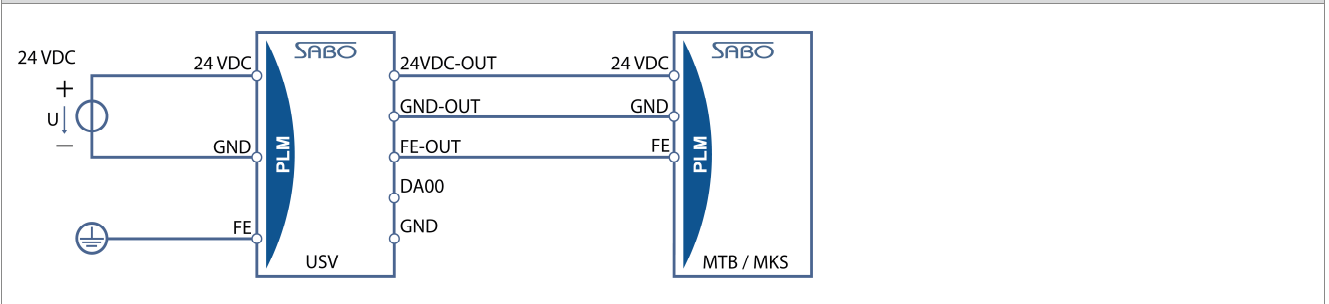 24 VDC
+
U
—
24 VDC
GND
FE
SABO
PLM
USV
24VDC-OUT
GND-OUT
FE-OUT
DA00
GND
24 VDC
GND
FE
SABO
PLM
MTB / MKS